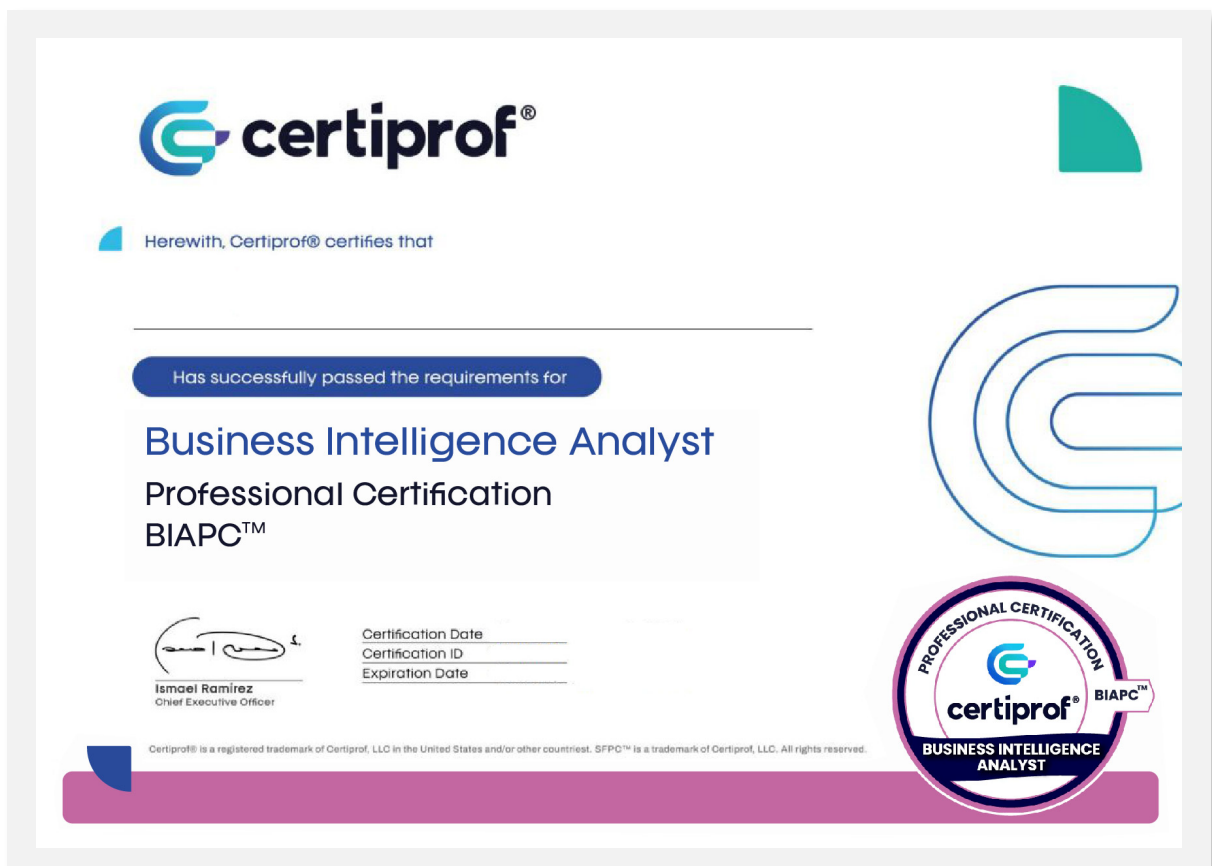 certiprof®
Herewith, Certiprof® certifies that
Has successfully passed the requirements for
Business Intelligence Analyst
Professional Certification
BIAPC™
Ismael Ramírez
Chief Executive Officer
Certification Date
Certification ID
Expiration Date
Certiprof® is a registered trademark of Certiprof, LLC in the United States and/or other countriest. SFPC™ is a trademark of Certiprof, LLC. All rights reserved.
PROFESSIONAL CERTIFICATION
certiprof®
BIAPC™
BUSINESS INTELLIGENCE
ANALYST